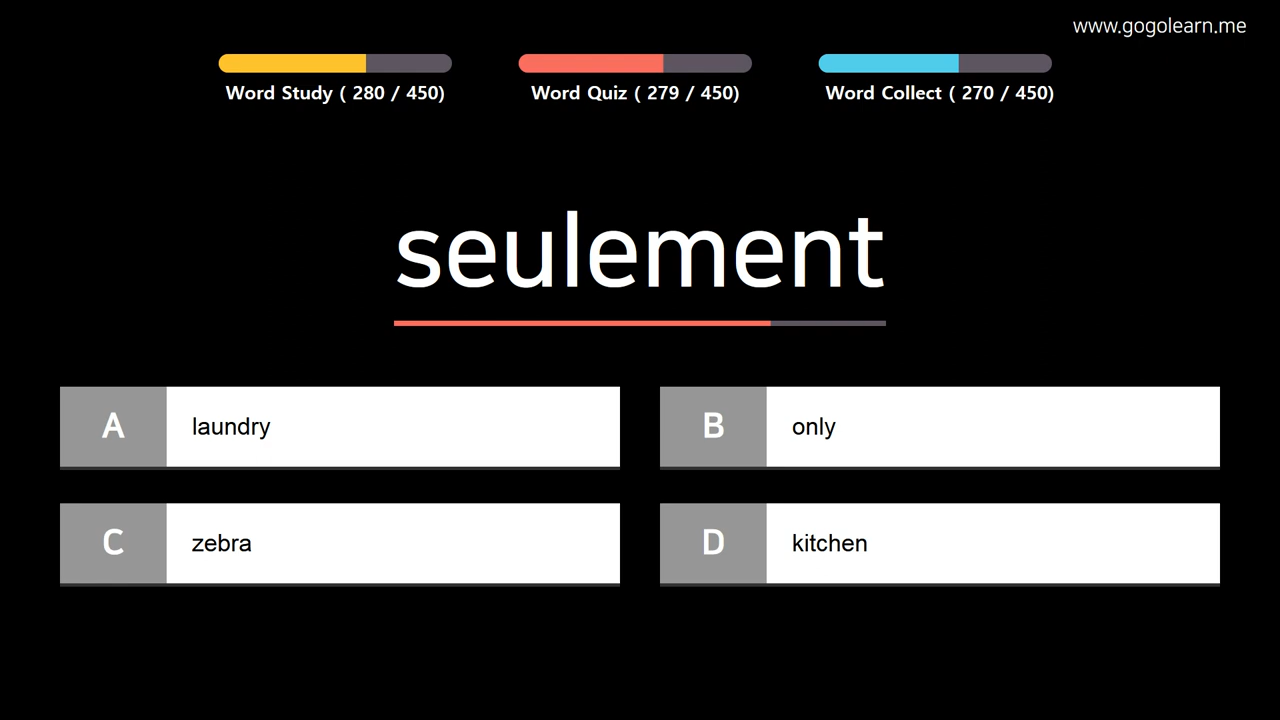 www.gogolearn.me
Word Study ( 280 / 450)
Word Quiz ( 279 / 450)
Word Collect ( 270 / 450)
seulement
A laundry
B only
C zebra
D kitchen